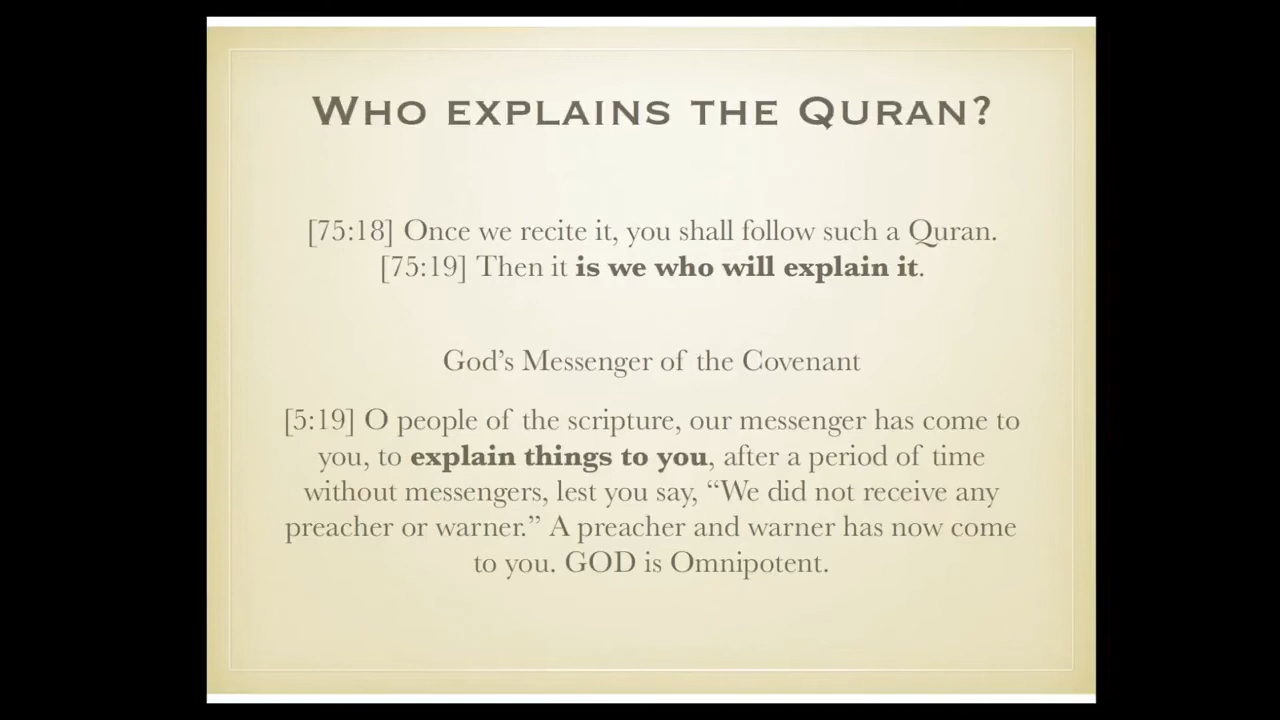 WHO EXPLAINS THE QURAN?
[75:18] Once we recite it, you shall follow such a Quran.
[75:19] Then it is we who will explain it.
God's Messenger of the Covenant
[5:19] O people of the scripture, our messenger has come to
you, to explain things to you, after a period of time
without messengers, lest you say, “We did not receive any
preacher or warner.” A preacher and warner has now come
to you. GOD is Omnipotent.